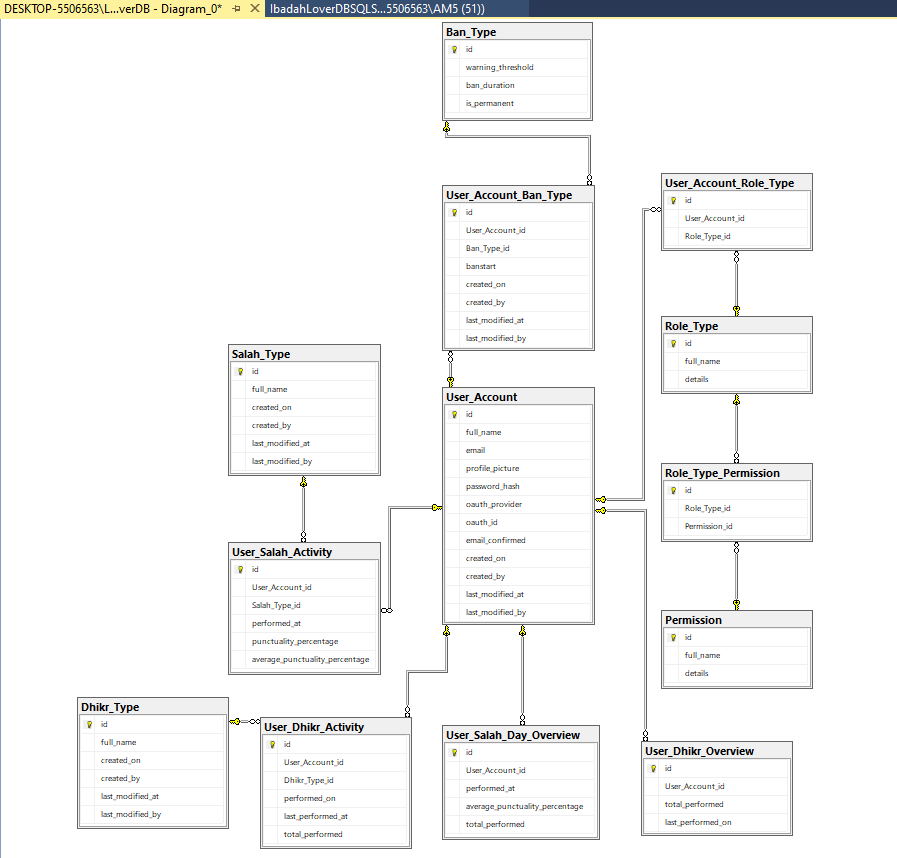 DESKTOP-5506563\L...verDB - Diagram_0*
IbadahLoverDBSQLS...5506563\AM5 (51))
Ban_Type
id
warning_threshold
ban_duration
is_permanent
User_Account_Ban_Type
id
User_Account_id
Ban_Type_id
banstart
created_on
created_by
last_modified_at
last_modified_by
User_Account_Role_Type
id
User_Account_id
Role_Type_id
Role_Type
id
full_name
details
Salah_Type
id
full_name
created_on
created_by
last_modified_at
last_modified_by
User_Account
id
full_name
email
profile_picture
password_hash
oauth_provider
oauth_id
email_confirmed
created_on
created_by
last_modified_at
last_modified_by
Role_Type_Permission
id
Role_Type_id
Permission_id
User_Salah_Activity
id
User_Account_id
Salah_Type_id
performed_at
punctuality_percentage
average_punctuality_percentage
Permission
id
full_name
details
Dhikr_Type
id
full_name
created_on
created_by
last_modified_at
last_modified_by
User_Dhikr_Activity
id
User_Account_id
Dhikr_Type_id
performed_on
last_performed_at
total_performed
User_Salah_Day_Overview
id
User_Account_id
performed_at
average_punctuality_percentage
total_performed
User_Dhikr_Overview
id
User_Account_id
total_performed
last_performed_on